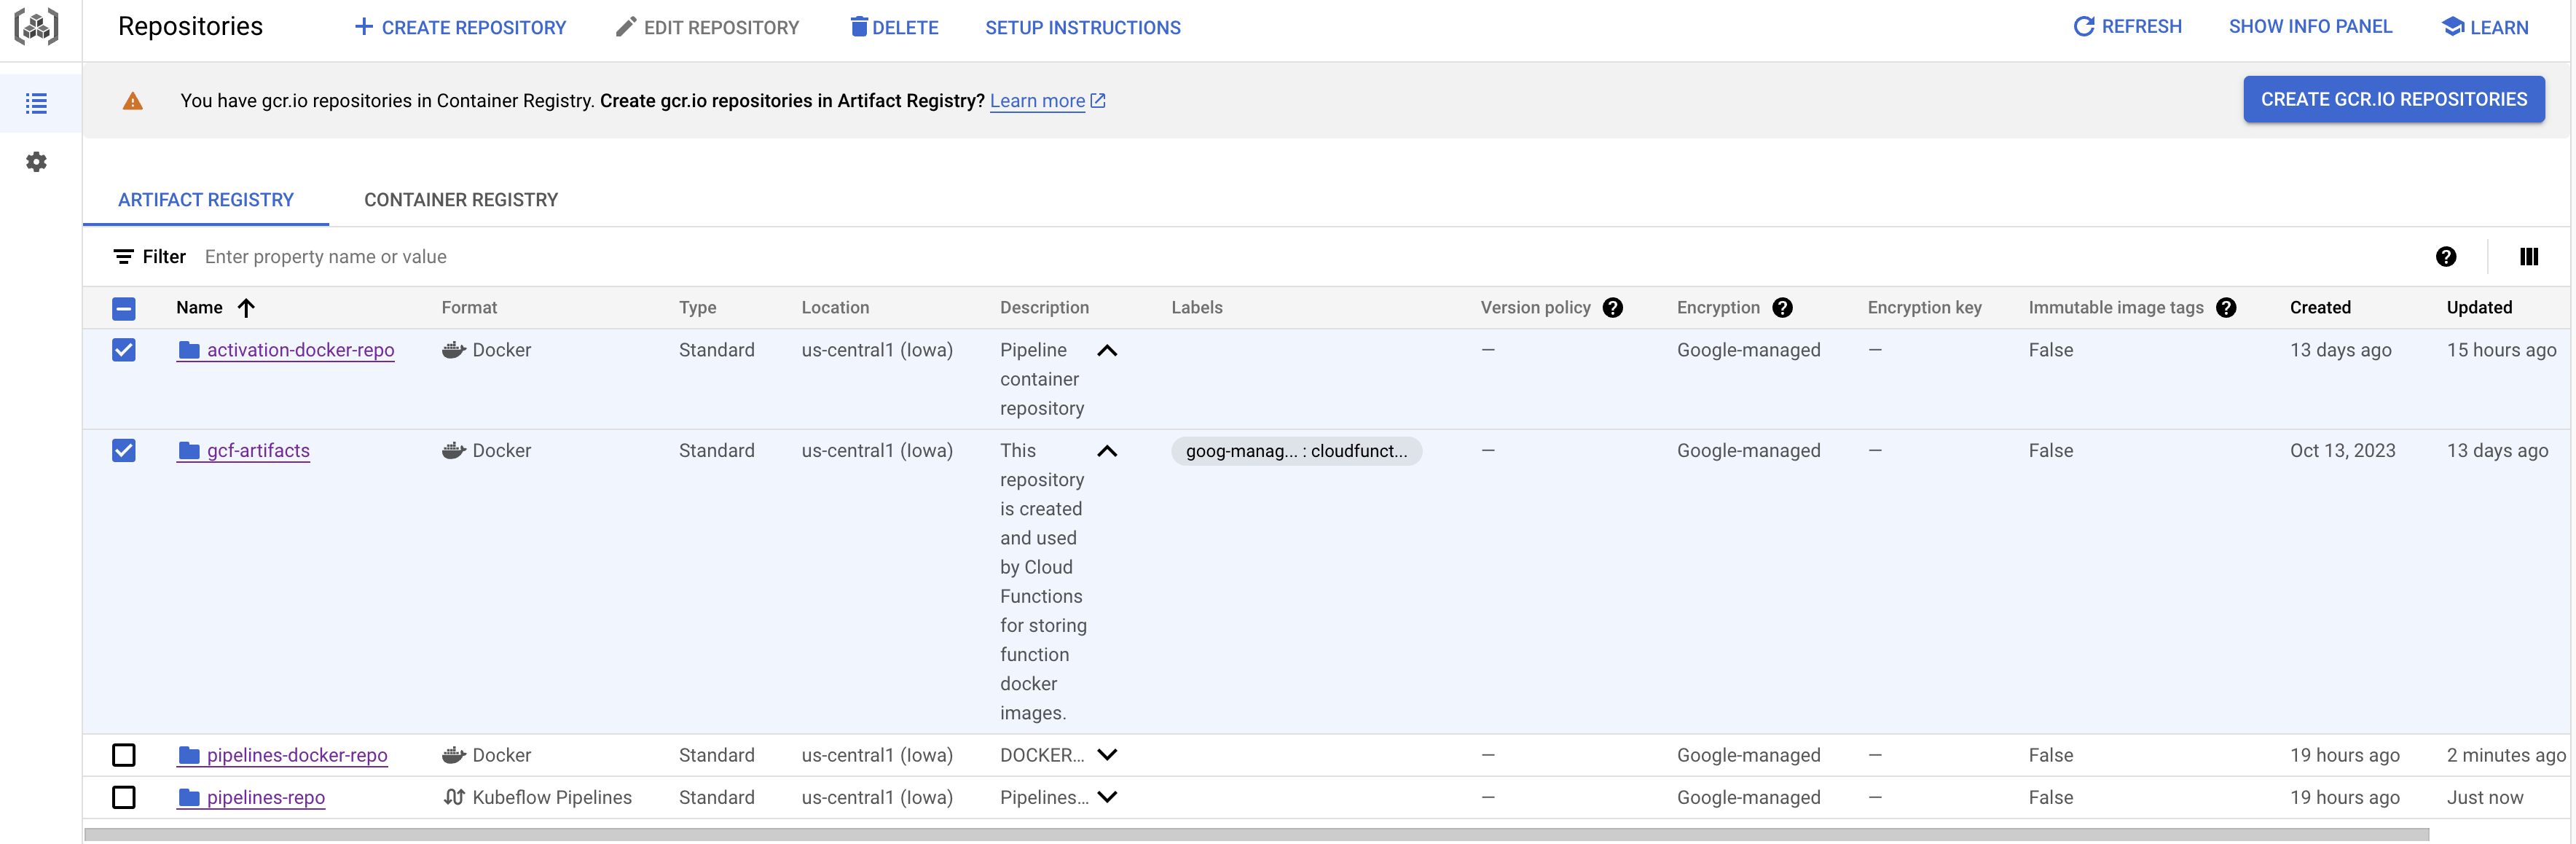 Repositories CREATE REPOSITORY EDIT REPOSITORY DELETE SETUP INSTRUCTIONS REFRESH SHOW INFO PANEL LEARN
You have gcr.io repositories in Container Registry. Create gcr.io repositories in Artifact Registry? Learn more CREATE GCR.IO REPOSITORIES
ARTIFACT REGISTRY CONTAINER REGISTRY
Filter Enter property name or value
Name Format Type Location Description Labels Version policy Encryption Encryption key Immutable image tags Created Updated
activation-docker-repo Docker Standard us-central1 (Iowa) Pipeline — Google-managed — False 13 days ago 15 hours ago
container
repository
gcf-artifacts Docker Standard us-central1 (Iowa) This goog-manag... : cloudfunct... — Google-managed — False Oct 13, 2023 13 days ago
repository
is created
and used
by Cloud
Functions
for storing
function
docker
images.
pipelines-docker-repo Docker Standard us-central1 (Iowa) DOCKER... — Google-managed — False 19 hours ago 2 minutes ago
pipelines-repo Kubeflow Pipelines Standard us-central1 (Iowa) Pipelines... — Google-managed — False 19 hours ago Just now